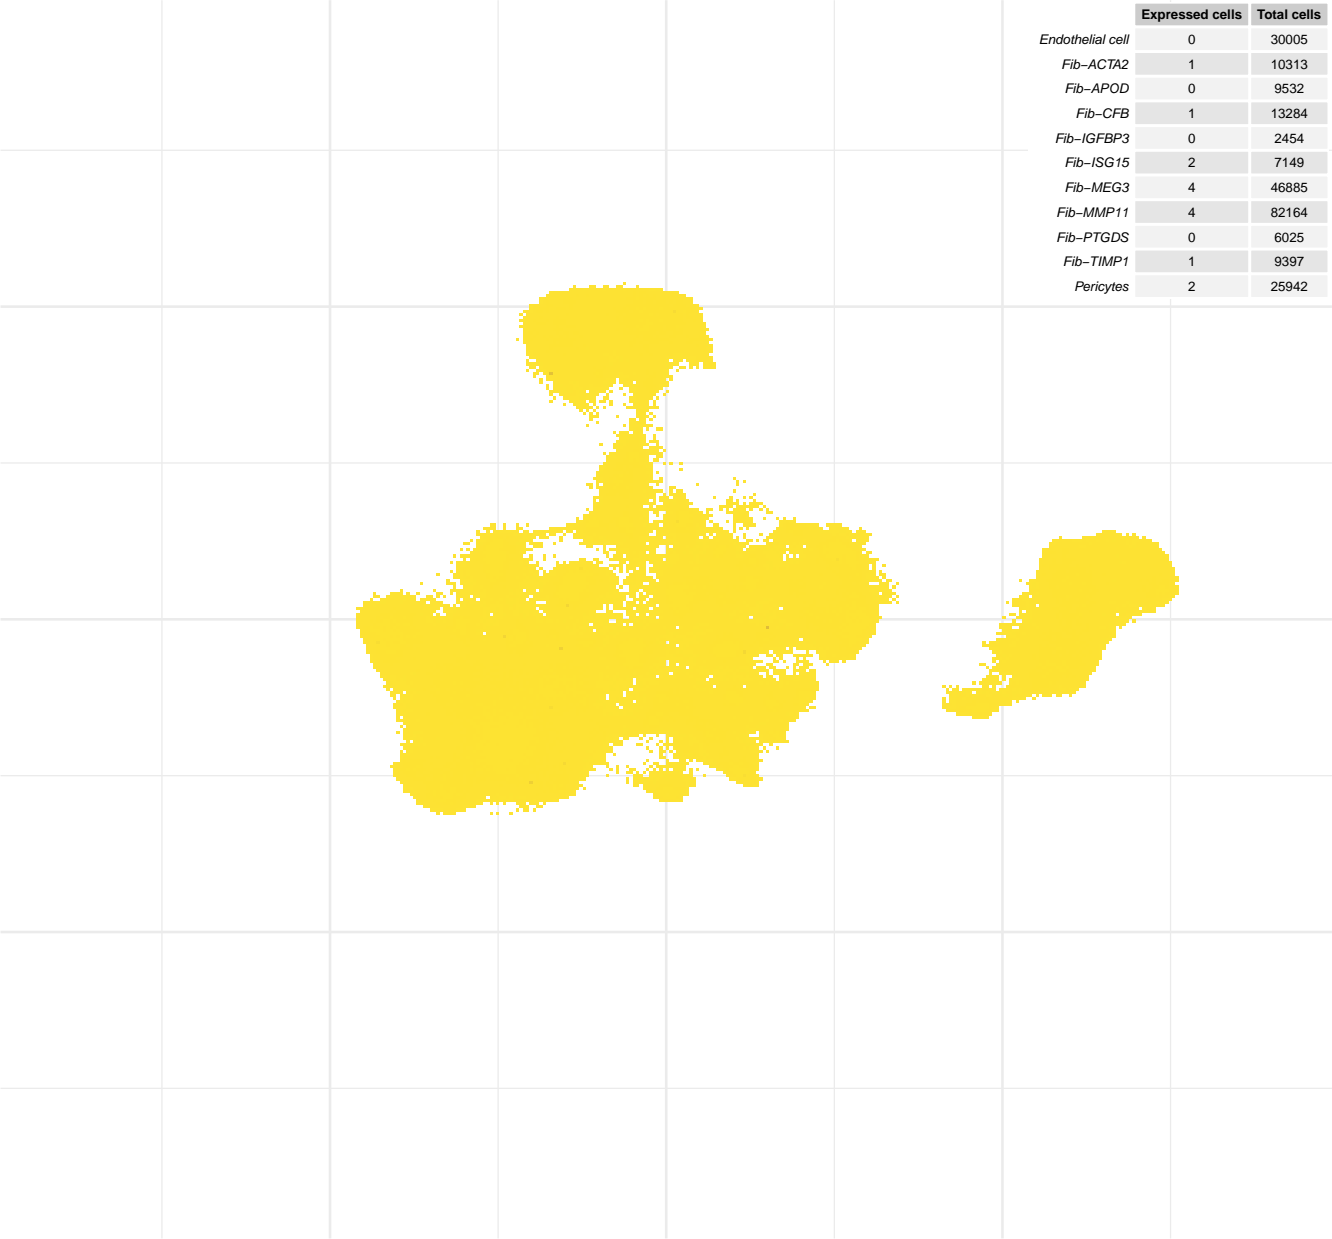 Expressed cells Total cells
Endothelial cell 0 30005
Fib−ACTA2 1 10313
Fib−APOD 0 9532
Fib−CFB 1 13284
Fib−IGFBP3 0 2454
Fib−ISG15 2 7149
Fib−MEG3 4 46885
Fib−MMP11 4 82164
Fib−PTGDS 0 6025
Fib−TIMP1 1 9397
Pericytes 2 25942